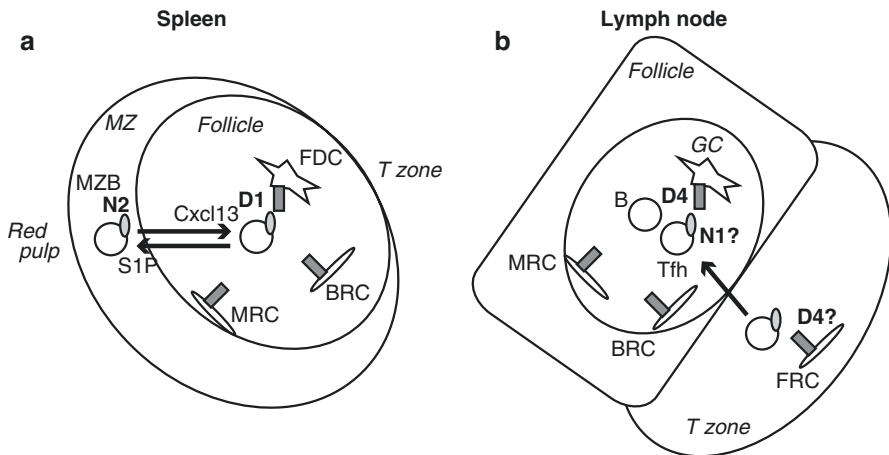 Spleen
a
MZ
Follicle
FDC
T zone
MZB
N2
D1
Cxcl13
Red
pulp
S1P
BRC
MRC
Lymph node
b
Follicle
GC
B
D4
N1?
MRC
Tfh
BRC
D4?
FRC
T zone